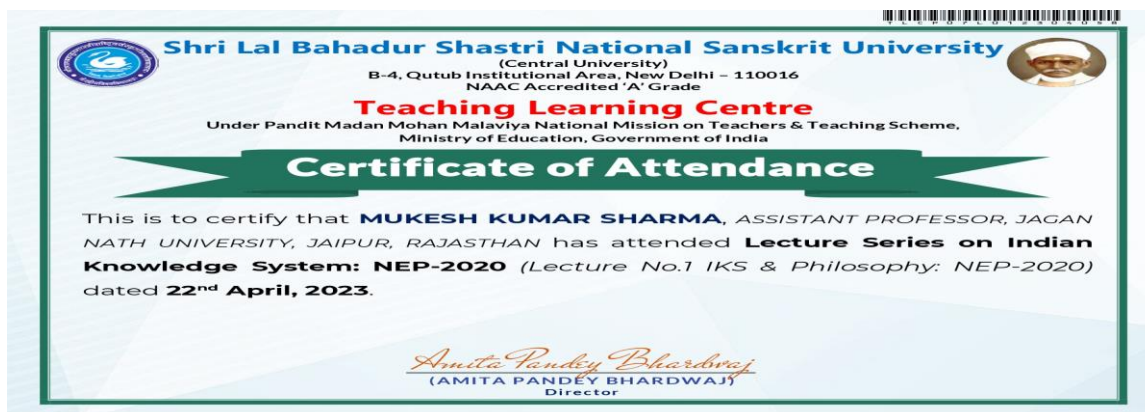 TLCP07L012304058
Shri Lal Bahadur Shastri National Sanskrit University
(Central University)
B-4, Qutub Institutional Area, New Delhi – 110016
NAAC Accredited ‘A’ Grade
Teaching Learning Centre
Under Pandit Madan Mohan Malaviya National Mission on Teachers & Teaching Scheme,
Ministry of Education, Government of India
Certificate of Attendance
This is to certify that MUKESH KUMAR SHARMA, ASSISTANT PROFESSOR, JAGAN
NATH UNIVERSITY, JAIPUR, RAJASTHAN has attended Lecture Series on Indian
Knowledge System: NEP-2020 (Lecture No.1 IKS & Philosophy: NEP-2020)
dated 22nd April, 2023.
Amita Pandey Bhardwaj
(AMITA PANDEY BHARDWAJ)
Director